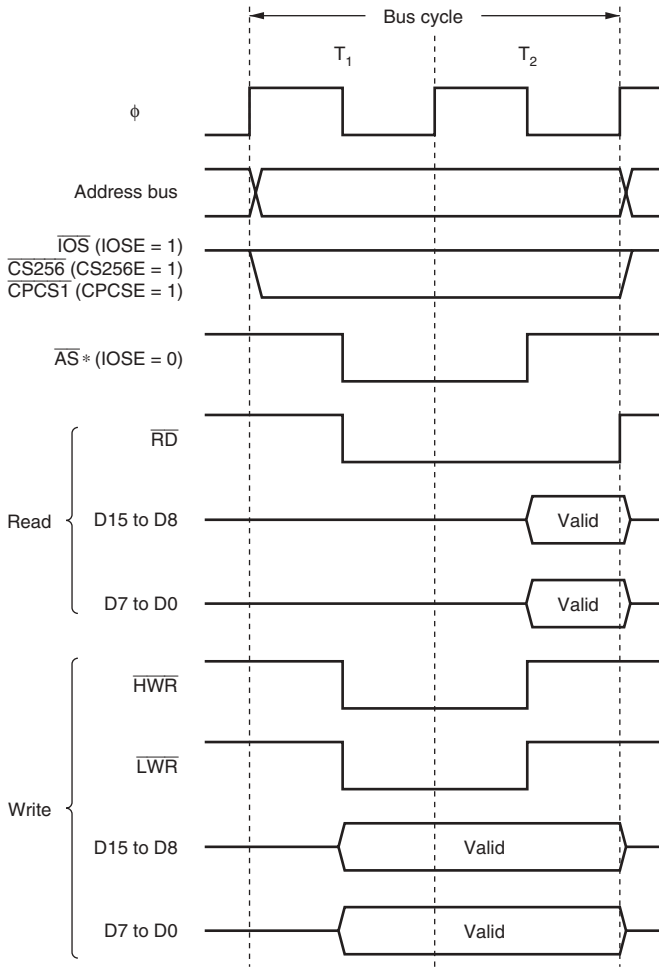 Bus cycle
T1 T2
ϕ
Address bus
IOS (IOSE = 1)
CS256 (CS256E = 1)
CPCS1 (CPCSE = 1)
AS * (IOSE = 0)
RD
Read D15 to D8 Valid
D7 to D0 Valid
HWR
LWR
Write
D15 to D8 Valid
D7 to D0 Valid